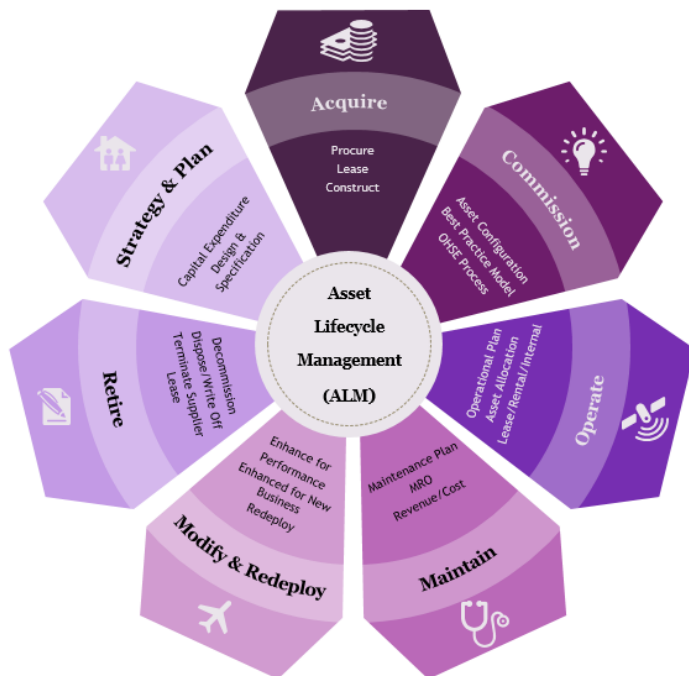 Acquire
Procure
Lease
Construct
Commission
Asset Configuration
Best Practice Model
OHSE Process
Operate
Operational Plan
Asset Allocation
Lease/Rental/Internal
Maintain
Maintenance Plan
MRO
Revenue/Cost
Modify & Redeploy
Enhance for
Performance
Enhanced for New
Business
Redeploy
Retire
Decommission
Dispose/Write Off
Terminate Supplier
Lease
Strategy & Plan
Capital Expenditure
Design &
Specification
Asset
Lifecycle
Management
(ALM)